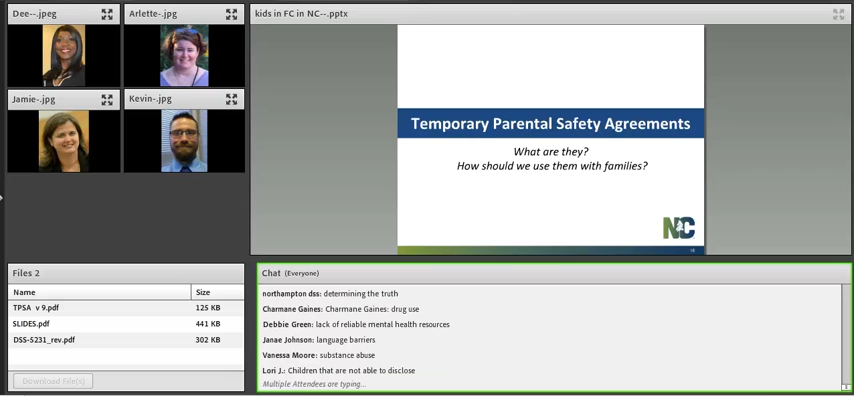 Dee--.jpeg
Arlette-.jpg
kids in FC in NC--.pptx
Jamie-.jpg
Kevin-.jpg
Temporary Parental Safety Agreements
What are they?
How should we use them with families?
NC
Files 2
Name Size
TPSA v 9.pdf 125 KB
SLIDES.pdf 441 KB
DSS-5231_rev.pdf 302 KB
Download File(s)
Chat (Everyone)
northampton dss: determining the truth
Charmane Gaines: Charmane Gaines: drug use
Debbie Green: lack of reliable mental health resources
Janae Johnson: language barriers
Vanessa Moore: substance abuse
Lori J.: Children that are not able to disclose
Multiple Attendees are typing...